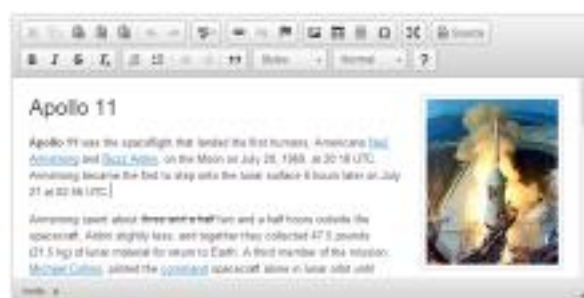 Source
B I S Ix
Styles Normal ?
Apollo 11
Apollo 11 was the spaceflight that landed the first humans, Americans Neil
Armstrong and Buzz Aldrin, on the Moon on July 20, 1969, at 20:18 UTC.
Armstrong became the first to step onto the lunar surface 6 hours later on July
21 at 02:56 UTC.
Armstrong spent about three and a half two and a half hours outside the
spacecraft, Aldrin slightly less, and together they collected 47.5 pounds
(21.5 kg) of lunar material for return to Earth. A third member of the mission,
Michael Collins, piloted the command spacecraft alone in lunar orbit until